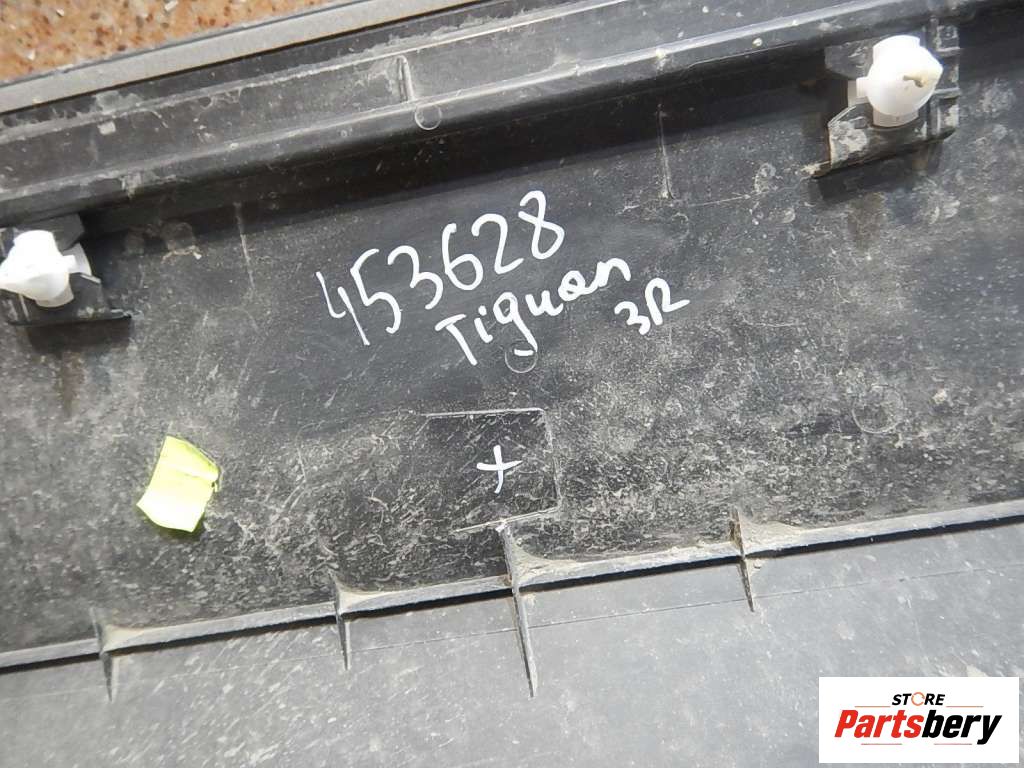 453628
Tiguan
3R
+
STORE
Partsbery